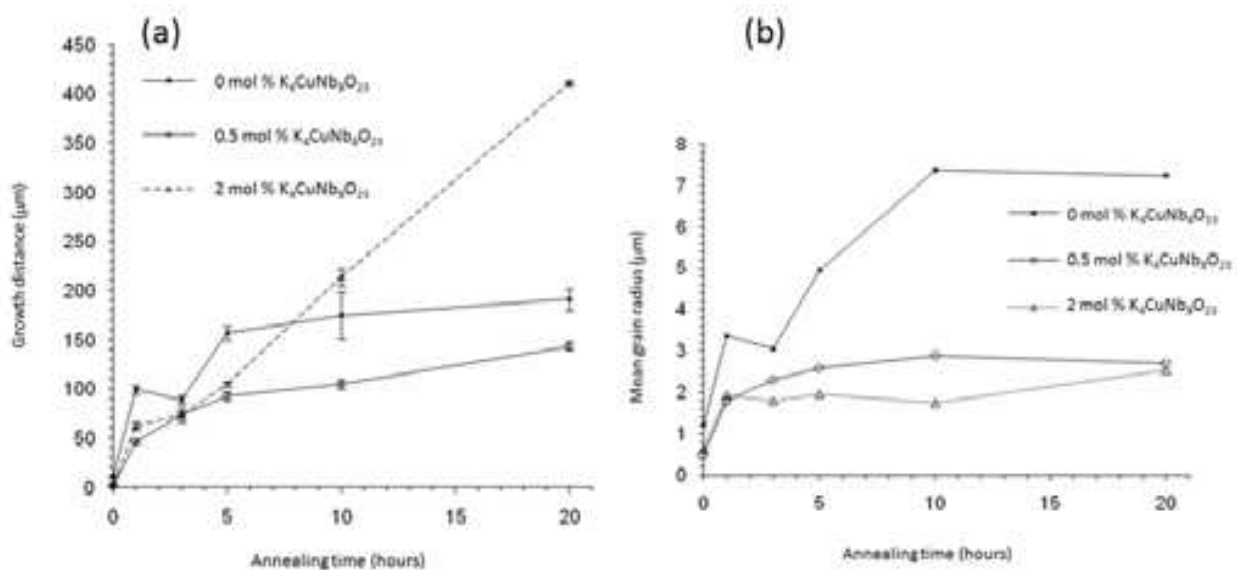 (a)
450
400
350
300
250
200
150
100
50
0
Growth distance (μm)
0 mol % K₄CuNb₈O₂₃
0.5 mol % K₄CuNb₈O₂₃
2 mol % K₄CuNb₈O₂₃
0 5 10 15 20
Annealing time (hours)
(b)
8
7
6
5
4
3
2
1
0
Mean grain radius (μm)
0 mol % K₄CuNb₈O₂₃
0.5 mol % K₄CuNb₈O₂₃
2 mol % K₄CuNb₈O₂₃
0 5 10 15 20
Annealing time (hours)